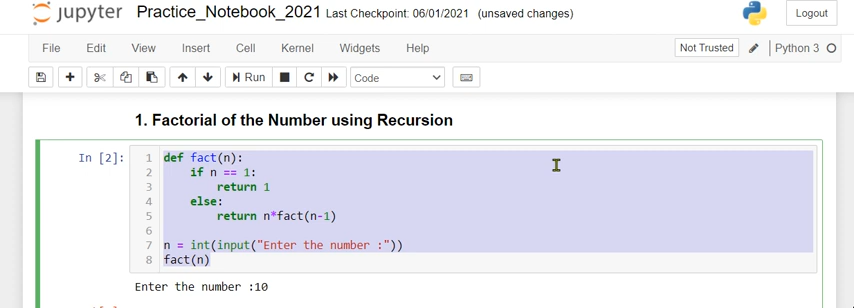 jupyter Practice_Notebook_2021 Last Checkpoint: 06/01/2021 (unsaved changes) Logout
File Edit View Insert Cell Kernel Widgets Help Not Trusted Python 3
Run Code
1. Factorial of the Number using Recursion
In [2]: 1 def fact(n):
2     if n == 1:
3         return 1
4     else:
5         return n*fact(n-1)
6
7 n = int(input("Enter the number :"))
8 fact(n)
Enter the number :10